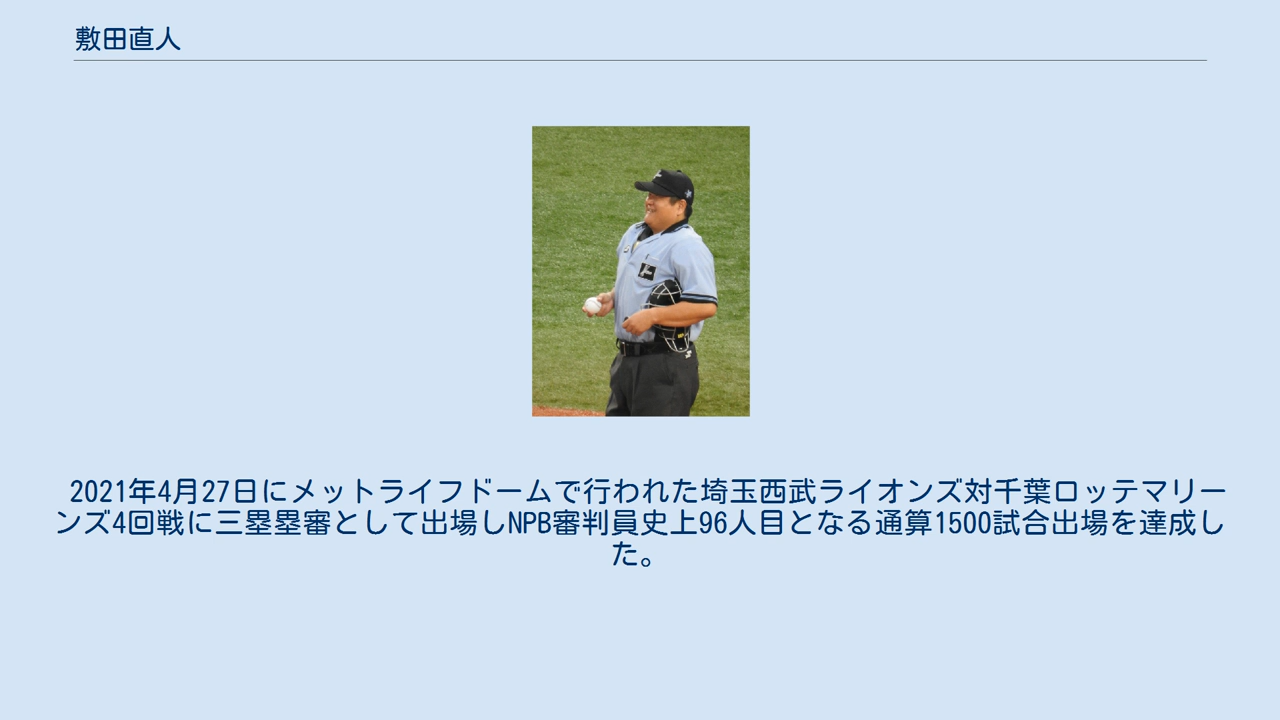 敷田直人
2021年4月27日にメットライフドームで行われた埼玉西武ライオンズ対千葉ロッテマリー
ンズ4回戦に三塁塁審として出場しNPB審判員史上96人目となる通算1500試合出場を達成し
た。